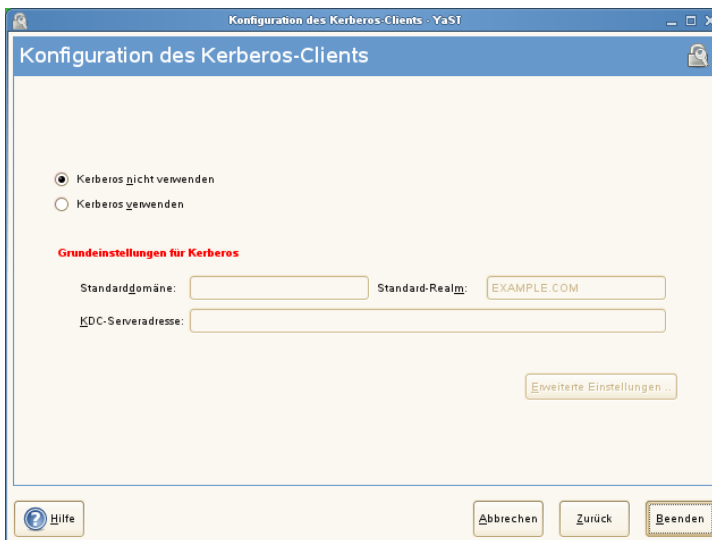 Konfiguration des Kerberos-Clients - YaST
Konfiguration des Kerberos-Clients
Kerberos nicht verwenden
Kerberos verwenden
Grundeinstellungen für Kerberos
Standarddomäne:
Standard-Realm:
EXAMPLE.COM
KDC-Serveradresse:
Erweiterte Einstellungen ...
Hilfe
Abbrechen
Zurück
Beenden